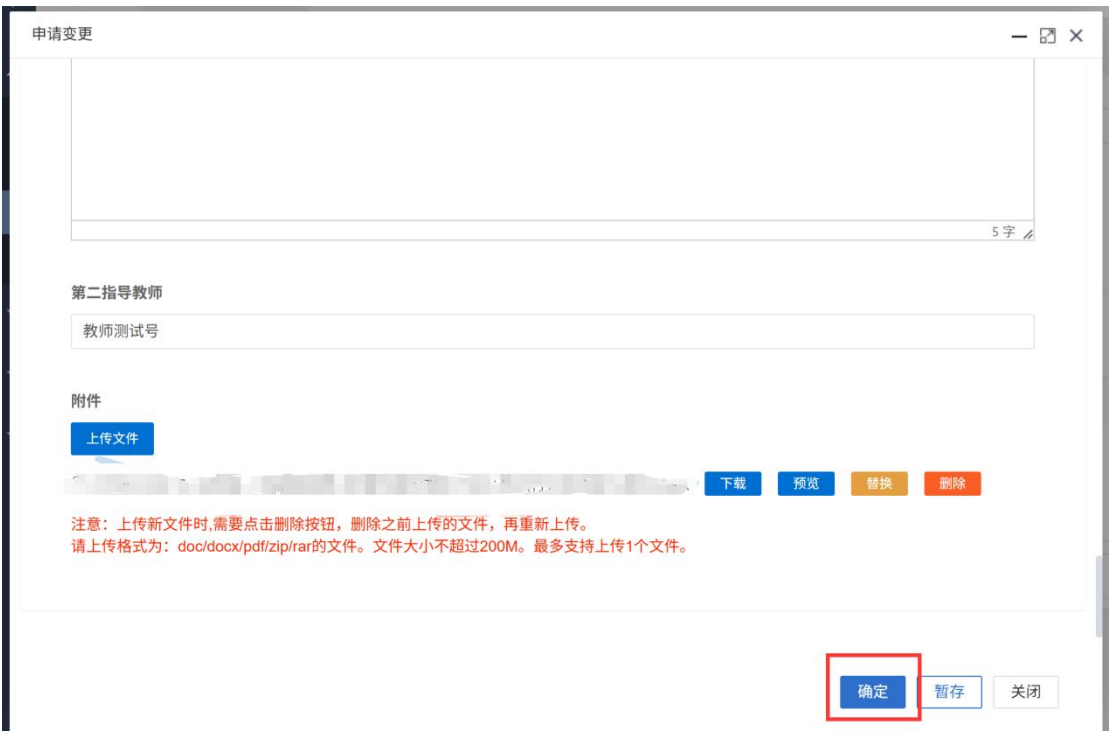 申请变更
5 字
第二指导教师
教师测试号
附件
上传文件
下载 预览 替换 删除
注意：上传新文件时,需要点击删除按钮，删除之前上传的文件，再重新上传。
请上传格式为：doc/docx/pdf/zip/rar的文件。文件大小不超过200M。最多支持上传1个文件。
确定 暂存 关闭